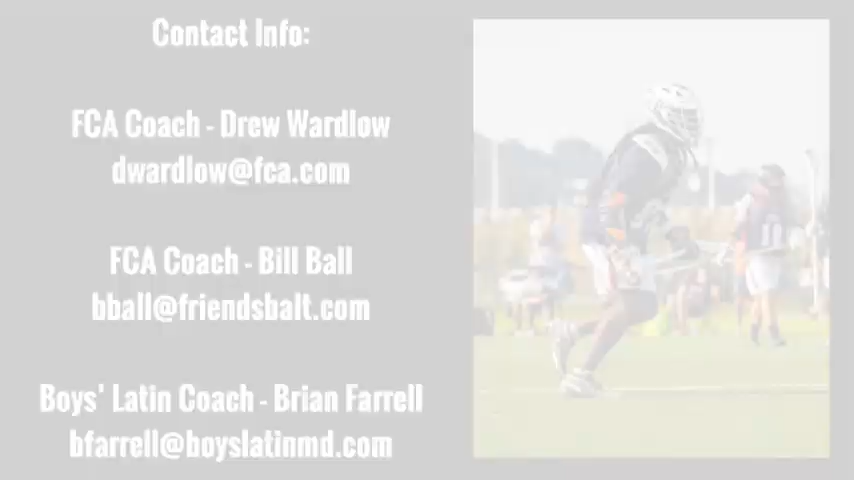 Contact Info:
FCA Coach - Drew Wardlow
dwardlow@fca.com
FCA Coach - Bill Ball
bball@friendsbalt.com
Boys' Latin Coach - Brian Farrell
bfarrell@boyslatinmd.com
11